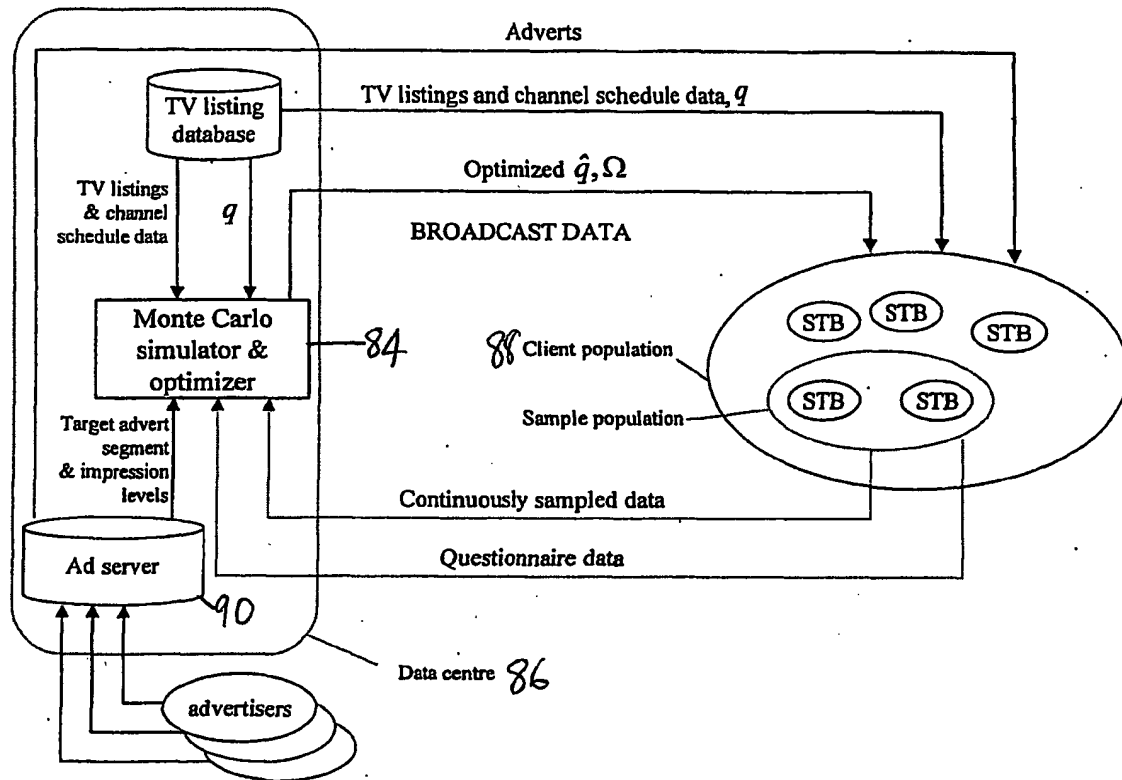 Adverts
TV listing
database
TV listings and channel schedule data, q
TV listings
& channel
schedule data
q
Optimized q̂, Ω
BROADCAST DATA
Monte Carlo
simulator &
optimizer
84
88 Client population
STB
STB
STB
Sample population
STB
STB
Target advert
segment
& impression
levels
Continuously sampled data
Ad server
Questionnaire data
90
Data centre 86
advertisers